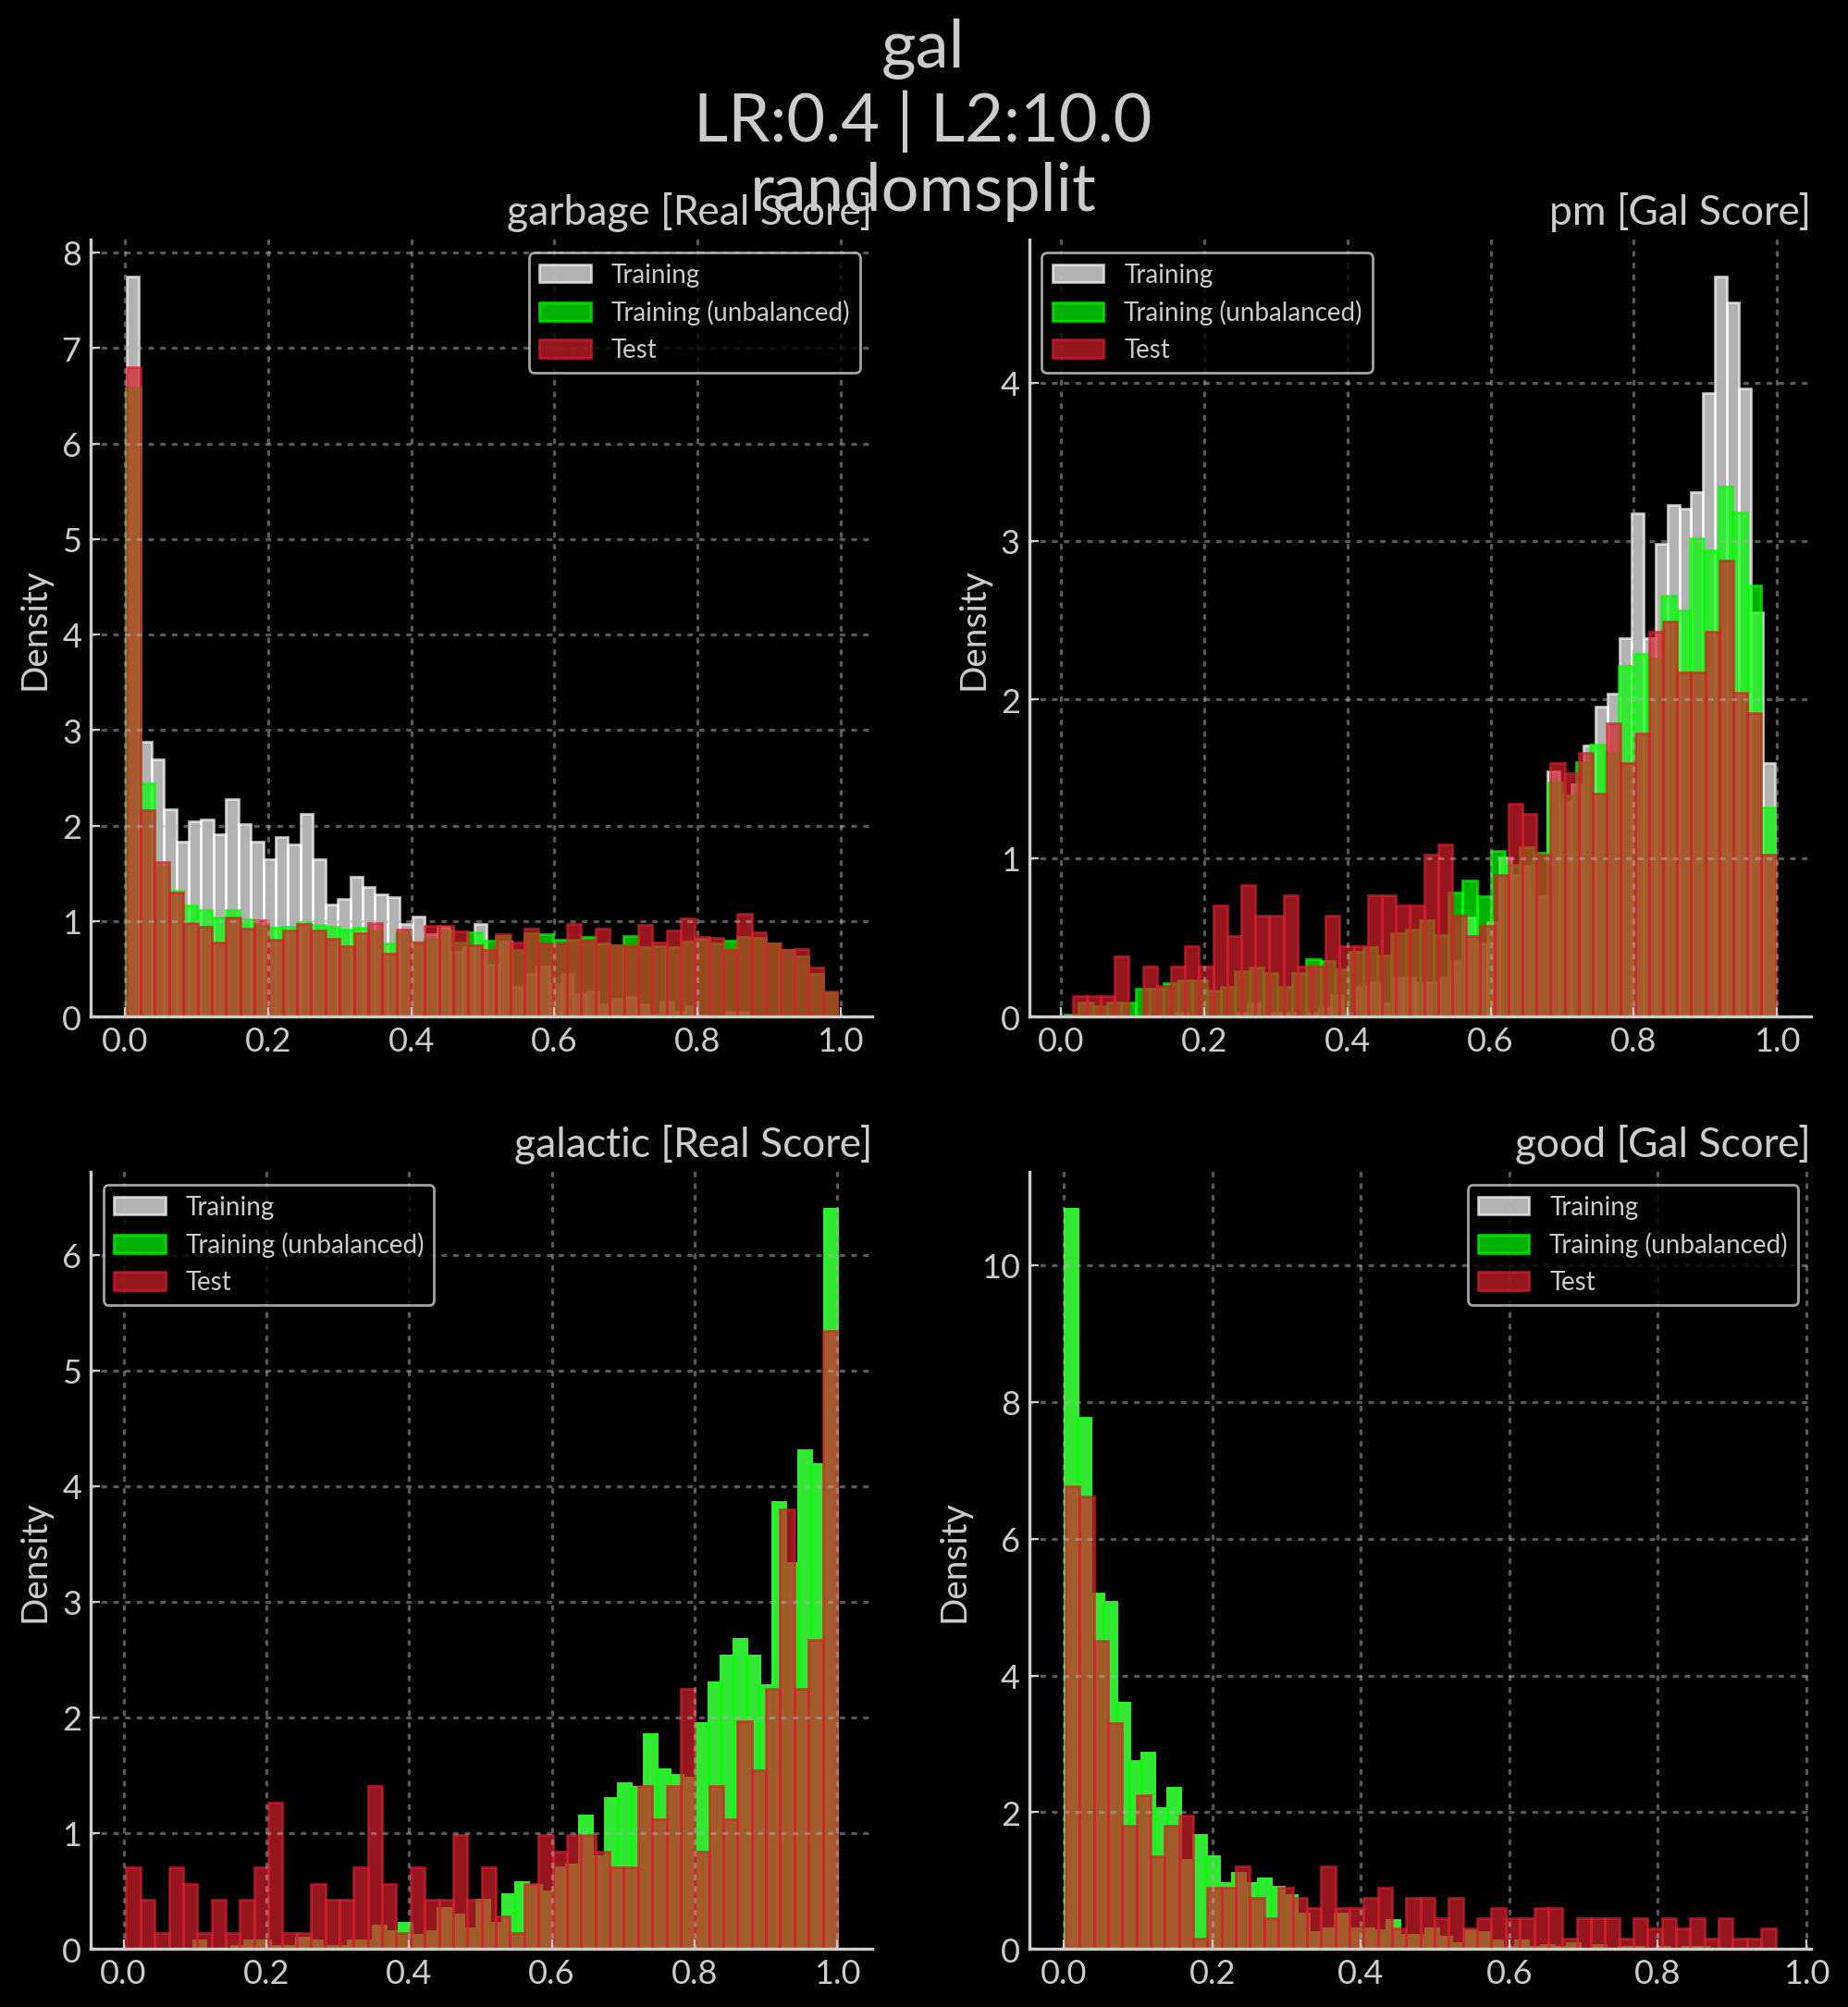 gal
LR:0.4 | L2:10.0
randomsplit
garbage [Real Score]
Training
Training (unbalanced)
Test
8
7
6
5
4
3
2
1
0
Density
0.0 0.2 0.4 0.6 0.8 1.0
pm [Gal Score]
Training
Training (unbalanced)
Test
4
3
2
1
0
Density
0.0 0.2 0.4 0.6 0.8 1.0
galactic [Real Score]
Training
Training (unbalanced)
Test
6
5
4
3
2
1
0
Density
0.0 0.2 0.4 0.6 0.8 1.0
good [Gal Score]
Training
Training (unbalanced)
Test
10
8
6
4
2
0
Density
0.0 0.2 0.4 0.6 0.8 1.0